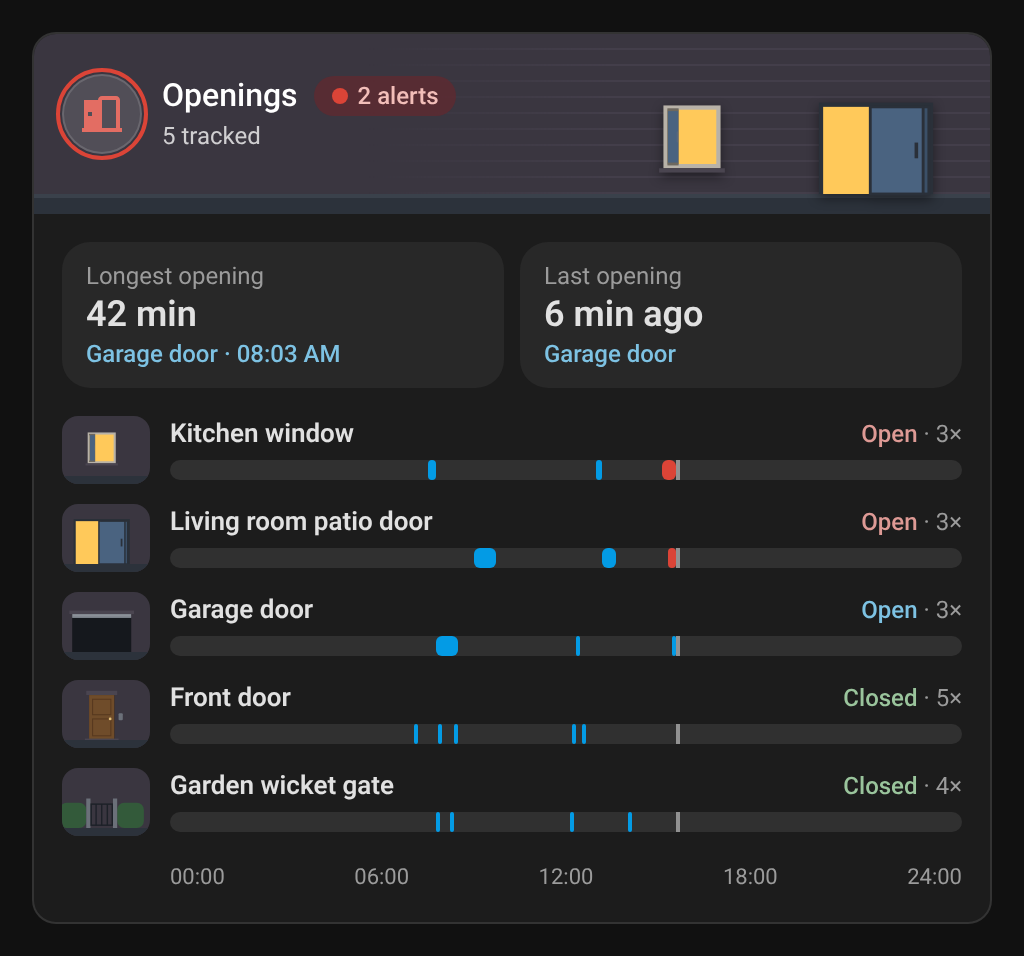 Openings
2 alerts
5 tracked
Longest opening
42 min
Garage door · 08:03 AM
Last opening
6 min ago
Garage door
Kitchen window
Open · 3×
Living room patio door
Open · 3×
Garage door
Open · 3×
Front door
Closed · 5×
Garden wicket gate
Closed · 4×
00:00 06:00 12:00 18:00 24:00